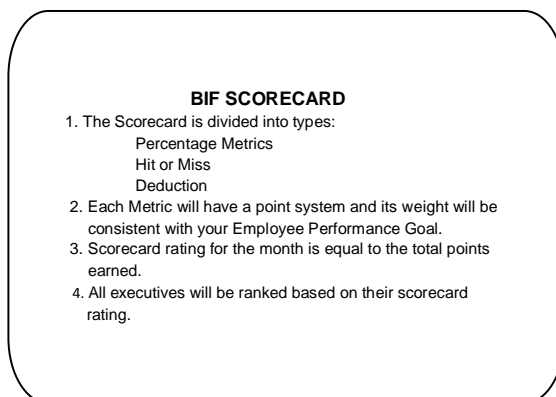 BIF SCORECARD
1. The Scorecard is divided into types:
Percentage Metrics
Hit or Miss
Deduction
2. Each Metric will have a point system and its weight will be
consistent with your Employee Performance Goal.
3. Scorecard rating for the month is equal to the total points
earned.
4. All executives will be ranked based on their scorecard
rating.